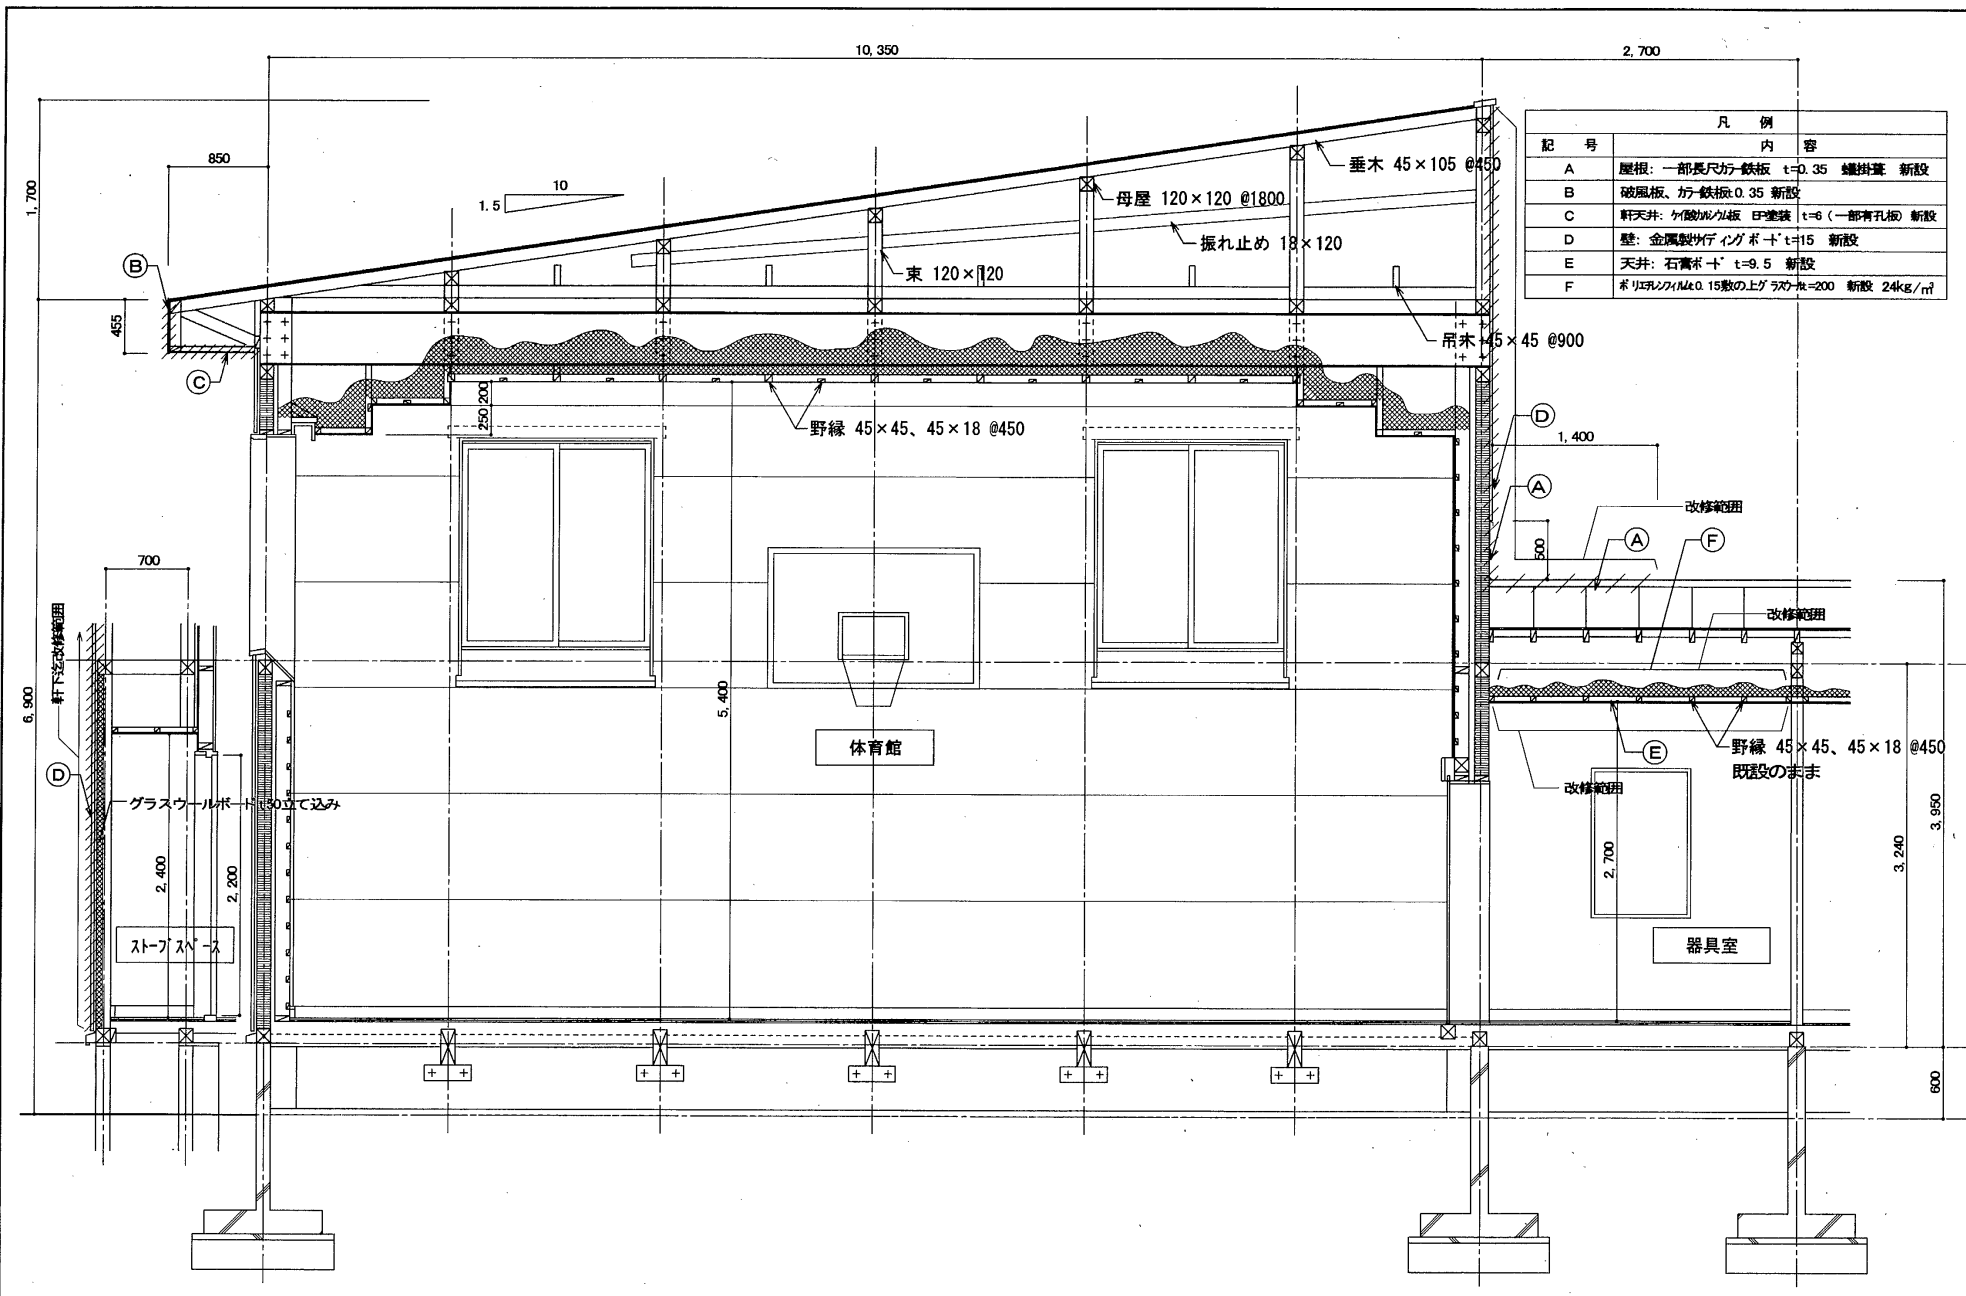 10,350
2,700
850
1,700
10
1.5
455
垂木 45×105 @450
母屋 120×120 @1800
振れ止め 18×120
束 120×120
吊木 45×45 @900
B
C
凡 例
記 号 内 容
A 屋根: 一部長尺カラー鉄板 t=0.35 蟻掛葺 新設
B 破風板、カラー鉄板t0.35 新設
C 軒天井: ケイ酸カルシウム板 EP塗装 t=6 (一部有孔板) 新設
D 壁: 金属製サイディングボード t=15 新設
E 天井: 石膏ボード t=9.5 新設
F ポリエチレンフィルムt0.15敷の上グラスウールt=200 新設 24kg/㎥
200
250
野縁 45×45、45×18 @450
D
1,400
A
改修範囲
500
A
F
改修範囲
700
軒下迄改修範囲
6,900
5,400
体育館
D
グラスウールボード t50立て込み
E
野縁 45×45、45×18 @450
既設のまま
改修範囲
2,400
2,200
2,700
3,240
3,950
ストーブスペース
器具室
600